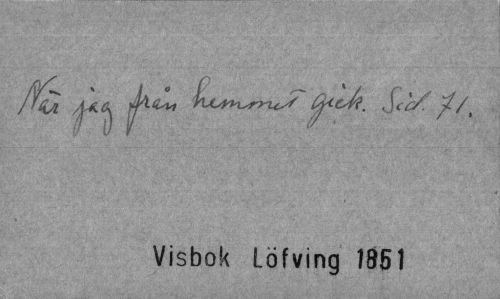 När jag från hemmet gick. Sid. 71.
Visbok Löfving 1851